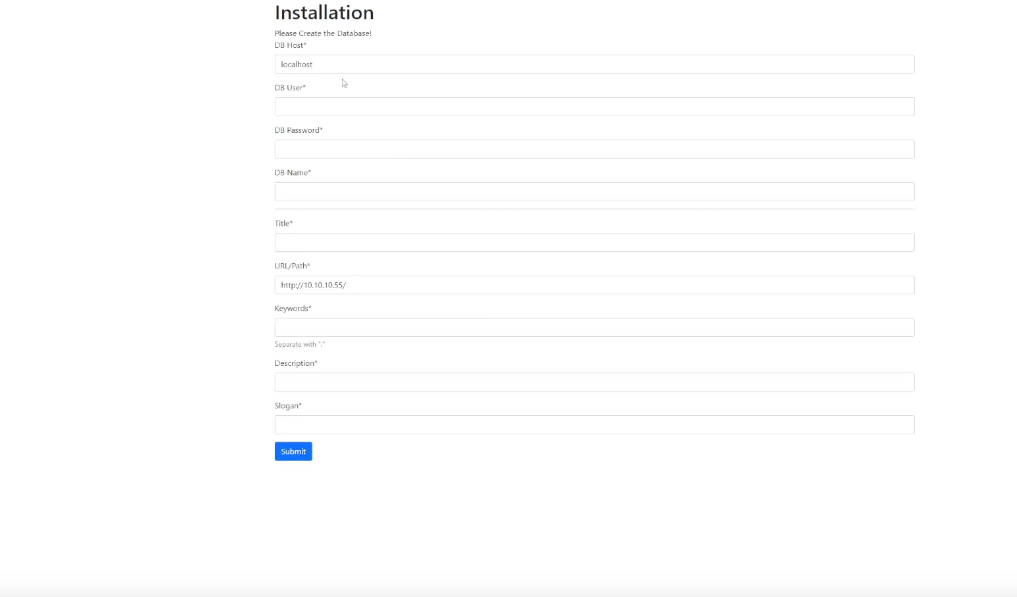 Installation
Please Create the Database!
DB Host*
localhost
DB User*
DB Password*
DB Name*
Title*
URL/Path*
http://10.10.10.55/
Keywords*
Separate with ","
Description*
Slogan*
Submit